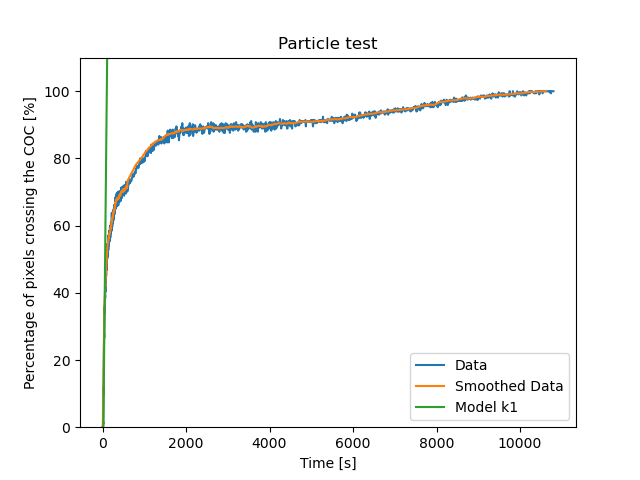 Particle test
Percentage of pixels crossing the COC [%]
100
80
60
40
20
0
0 2000 4000 6000 8000 10000
Time [s]
Data
Smoothed Data
Model k1